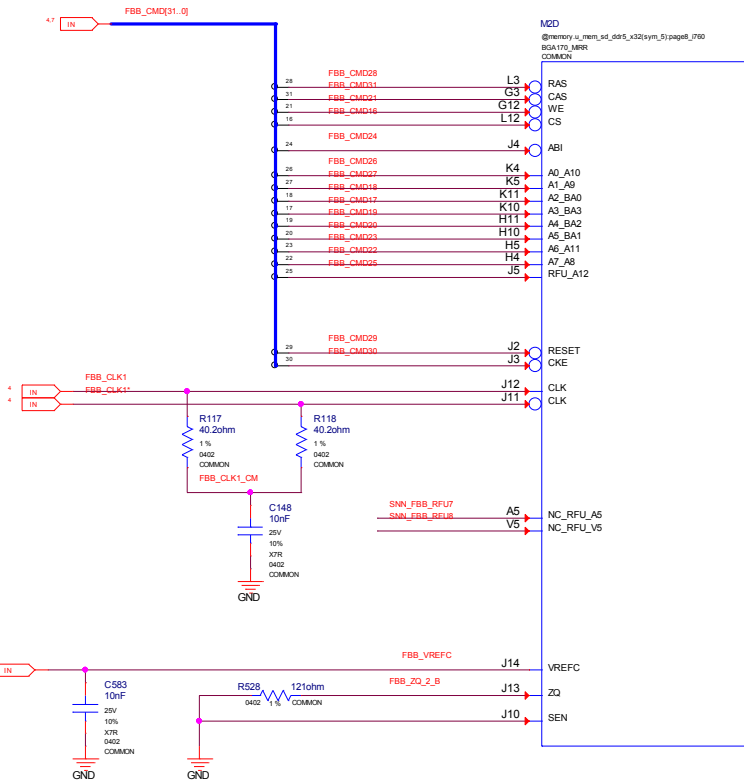 FBB_CMD[31..0]
4,7 IN
M2D
@memory.u_mem_sd_ddr5_x32(sym_5):page8_i760
BGA170_MIRR
COMMON
FBB_CMD28
28 FBB_CMD31 L3 RAS
31 FBB_CMD21 G3 CAS
21 FBB_CMD16 G12 WE
16 L12 CS
FBB_CMD24
24 J4 ABI
FBB_CMD26
26 FBB_CMD27 K4 A0_A10
27 FBB_CMD18 K5 A1_A9
18 FBB_CMD17 K11 A2_BA0
17 FBB_CMD19 K10 A3_BA3
19 FBB_CMD20 H11 A4_BA2
20 FBB_CMD23 H10 A5_BA1
23 FBB_CMD22 H5 A6_A11
22 FBB_CMD25 H4 A7_A8
25 J5 RFU_A12
FBB_CMD29
29 FBB_CMD30 J2 RESET
30 J3 CKE
FBB_CLK1
4 IN FBB_CLK1* J12 CLK
4 IN J11 CLK
R117
40.2ohm
1 %
0402
COMMON
R118
40.2ohm
1 %
0402
COMMON
FBB_CLK1_CM
C148
10nF
25V
10%
X7R
0402
COMMON
GND
SNN_FBB_RFU7
SNN_FBB_RFU8 A5 NC_RFU_A5
V5 NC_RFU_V5
FBB_VREFC
IN J14 VREFC
C583
10nF
25V
10%
X7R
0402
COMMON
GND
FBB_ZQ_2_B
R528 121ohm J13 ZQ
0402 1 % COMMON
J10 SEN
GND